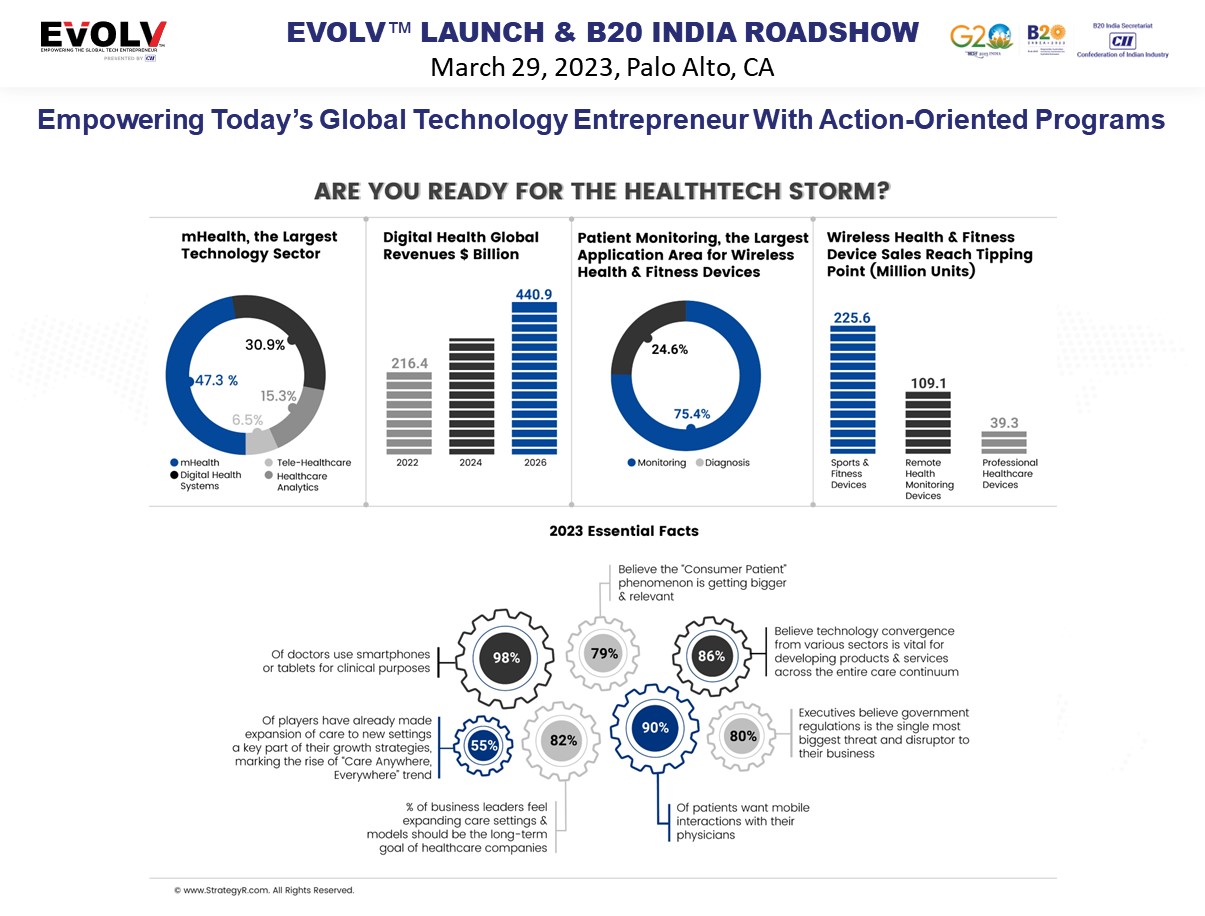 EVOLV™
EMPOWERING THE GLOBAL TECH ENTREPRENEUR
PRESENTED BY CII
EVOLV™ LAUNCH & B20 INDIA ROADSHOW
March 29, 2023, Palo Alto, CA
G20
B20
B20 India Secretariat
CII
Confederation of Indian Industry
Empowering Today’s Global Technology Entrepreneur With Action-Oriented Programs
ARE YOU READY FOR THE HEALTHTECH STORM?
mHealth, the Largest
Technology Sector
30.9%
47.3 %
15.3%
6.5%
mHealth
Tele-Healthcare
Digital Health
Systems
Healthcare
Analytics
Digital Health Global
Revenues $ Billion
440.9
216.4
2022
2024
2026
Patient Monitoring, the Largest
Application Area for Wireless
Health & Fitness Devices
24.6%
75.4%
Monitoring
Diagnosis
Wireless Health & Fitness
Device Sales Reach Tipping
Point (Million Units)
225.6
109.1
39.3
Sports &
Fitness
Devices
Remote
Health
Monitoring
Devices
Professional
Healthcare
Devices
2023 Essential Facts
Believe the "Consumer Patient"
phenomenon is getting bigger
& relevant
Of doctors use smartphones
or tablets for clinical purposes
98%
79%
86%
Believe technology convergence
from various sectors is vital for
developing products & services
across the entire care continuum
Of players have already made
expansion of care to new settings
a key part of their growth strategies,
marking the rise of "Care Anywhere,
Everywhere" trend
55%
82%
90%
80%
Executives believe government
regulations is the single most
biggest threat and disruptor to
their business
% of business leaders feel
expanding care settings &
models should be the long-term
goal of healthcare companies
Of patients want mobile
interactions with their
physicians
© www.StrategyR.com. All Rights Reserved.